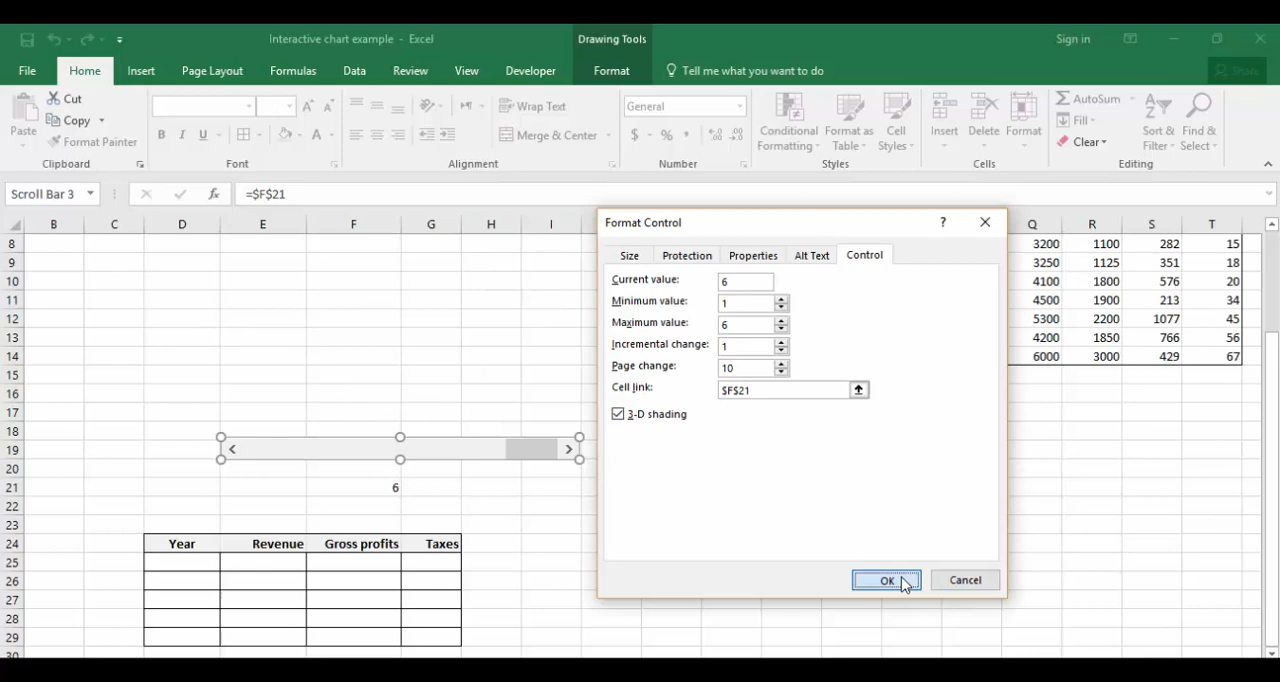 Interactive chart example - Excel
Drawing Tools
Sign in
File Home Insert Page Layout Formulas Data Review View Developer Format Tell me what you want to do Share
Cut
Copy
Format Painter
Paste
Clipboard
B I U A
Font
Wrap Text
Merge & Center
Alignment
General
$ % ,
Number
Conditional Formatting
Format as Table
Cell Styles
Styles
Insert Delete Format
Cells
AutoSum
Fill
Clear
Sort & Filter
Find & Select
Editing
Scroll Bar 3 fx =$F$21
B C D E F G H I Q R S T
8 3200 1100 282 15
9 3250 1125 351 18
10 4100 1800 576 20
11 4500 1900 213 34
12 5300 2200 1077 45
13 4200 1850 766 56
14 6000 3000 429 67
15
16
17
18
19
20
21 6
22
23
24 Year Revenue Gross profits Taxes
25
26
27
28
29
30
Format Control ?
Size Protection Properties Alt Text Control
Current value: 6
Minimum value: 1
Maximum value: 6
Incremental change: 1
Page change: 10
Cell link: $F$21
3-D shading
OK Cancel